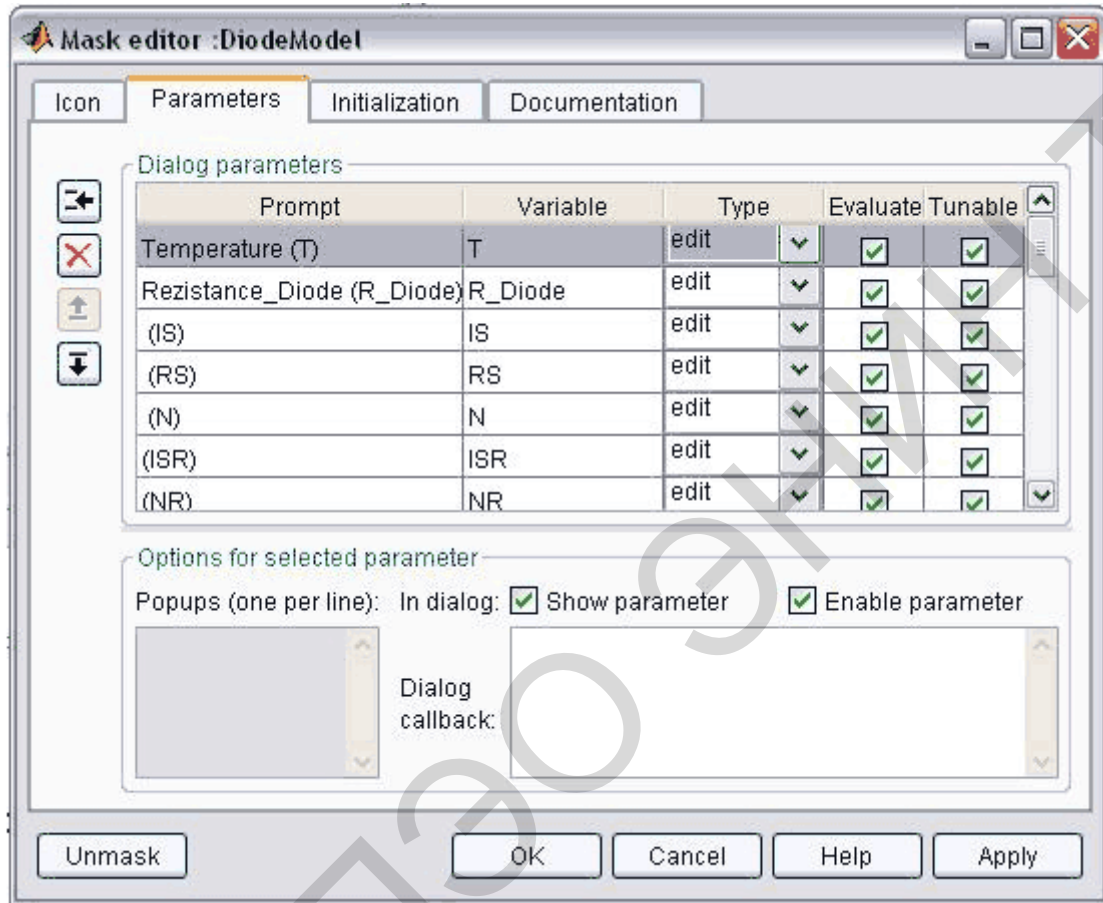 Mask editor :DiodeModel
Icon Parameters Initialization Documentation
Dialog parameters
Prompt Variable Type Evaluate Tunable
Temperature (T) T edit
Rezistance_Diode (R_Diode) R_Diode edit
(IS) IS edit
(RS) RS edit
(N) N edit
(ISR) ISR edit
(NR) NR edit
Options for selected parameter
Popups (one per line): In dialog: Show parameter Enable parameter
Dialog
callback:
Unmask OK Cancel Help Apply
ПЭО ЭНИН Т